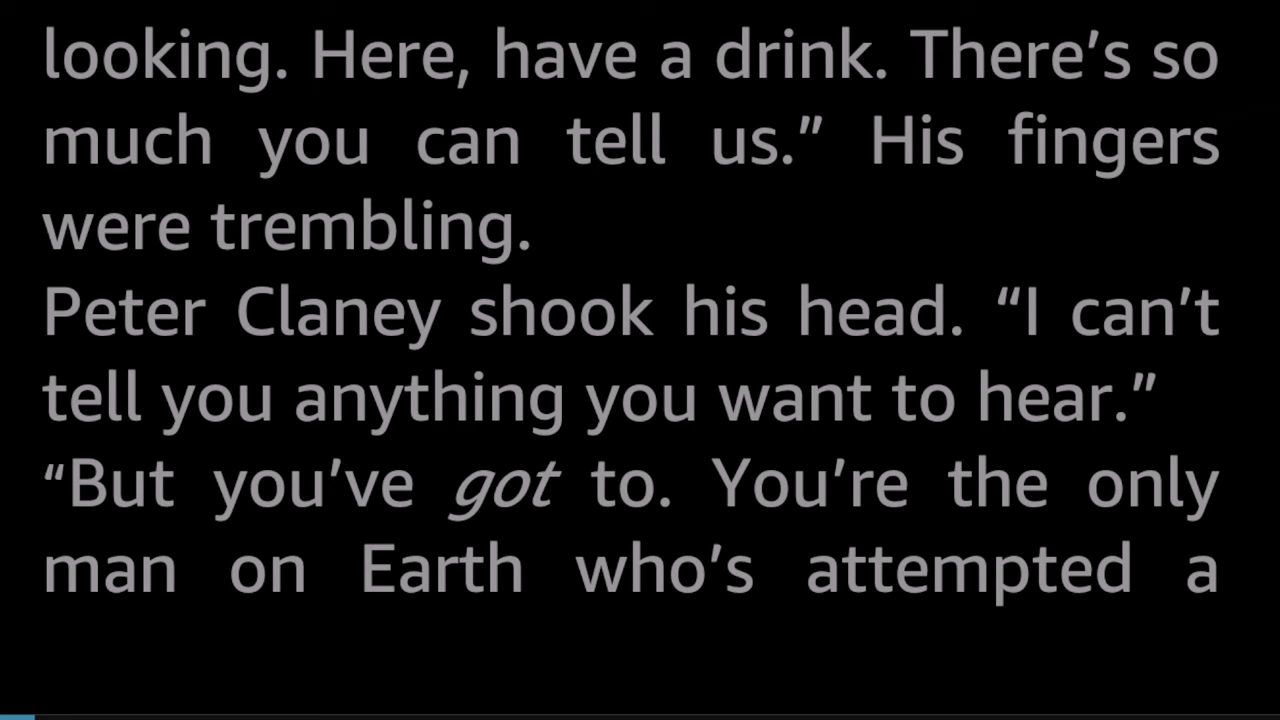 looking. Here, have a drink. There’s so
much you can tell us.” His fingers
were trembling.
Peter Claney shook his head. “I can’t
tell you anything you want to hear.”
“But you’ve got to. You’re the only
man on Earth who’s attempted a